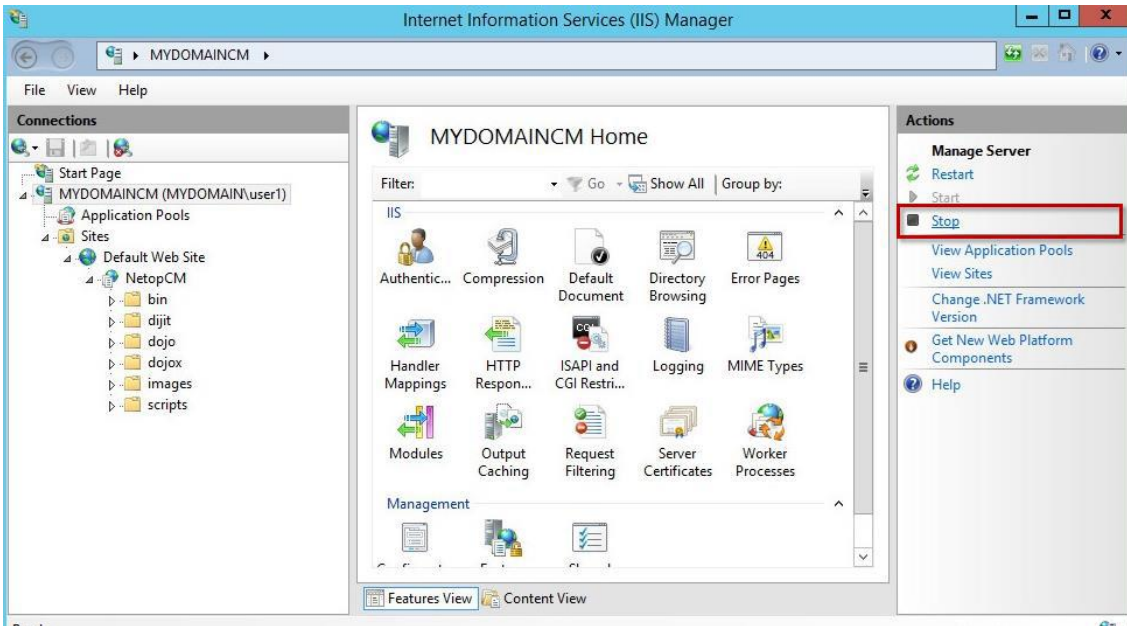 Internet Information Services (IIS) Manager
MYDOMAINCM
File View Help
Connections
Start Page
MYDOMAINCM (MYDOMAIN\user1)
Application Pools
Sites
Default Web Site
NetopCM
bin
dijit
dojo
dojox
images
scripts
MYDOMAINCM Home
Filter: Go Show All Group by:
IIS
Authentic... Compression Default Document Directory Browsing Error Pages
404
Handler Mappings HTTP Respon... ISAPI and CGI Restri... Logging MIME Types
Modules Output Caching Request Filtering Server Certificates Worker Processes
Management
Features View Content View
Actions
Manage Server
Restart
Start
Stop
View Application Pools
View Sites
Change .NET Framework
Version
Get New Web Platform
Components
Help